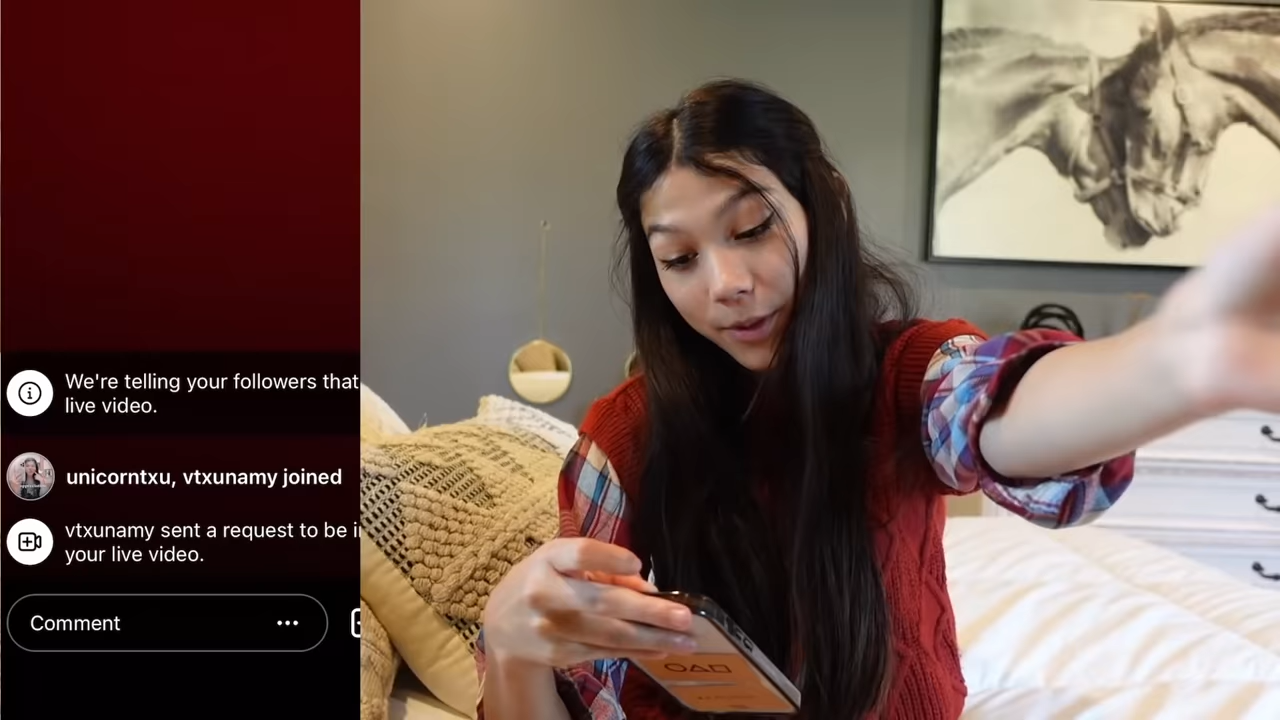 We're telling your followers that
live video.
unicorntxu, vtxunamy joined
vtxunamy sent a request to be i
your live video.
Comment